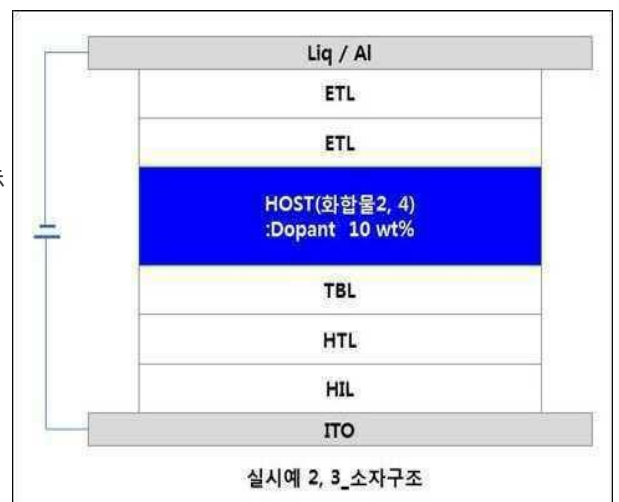 Liq / Al
ETL
ETL
HOST(화합물2, 4)
:Dopant 10 wt%
TBL
HTL
HIL
ITO
실시예 2, 3_소자구조